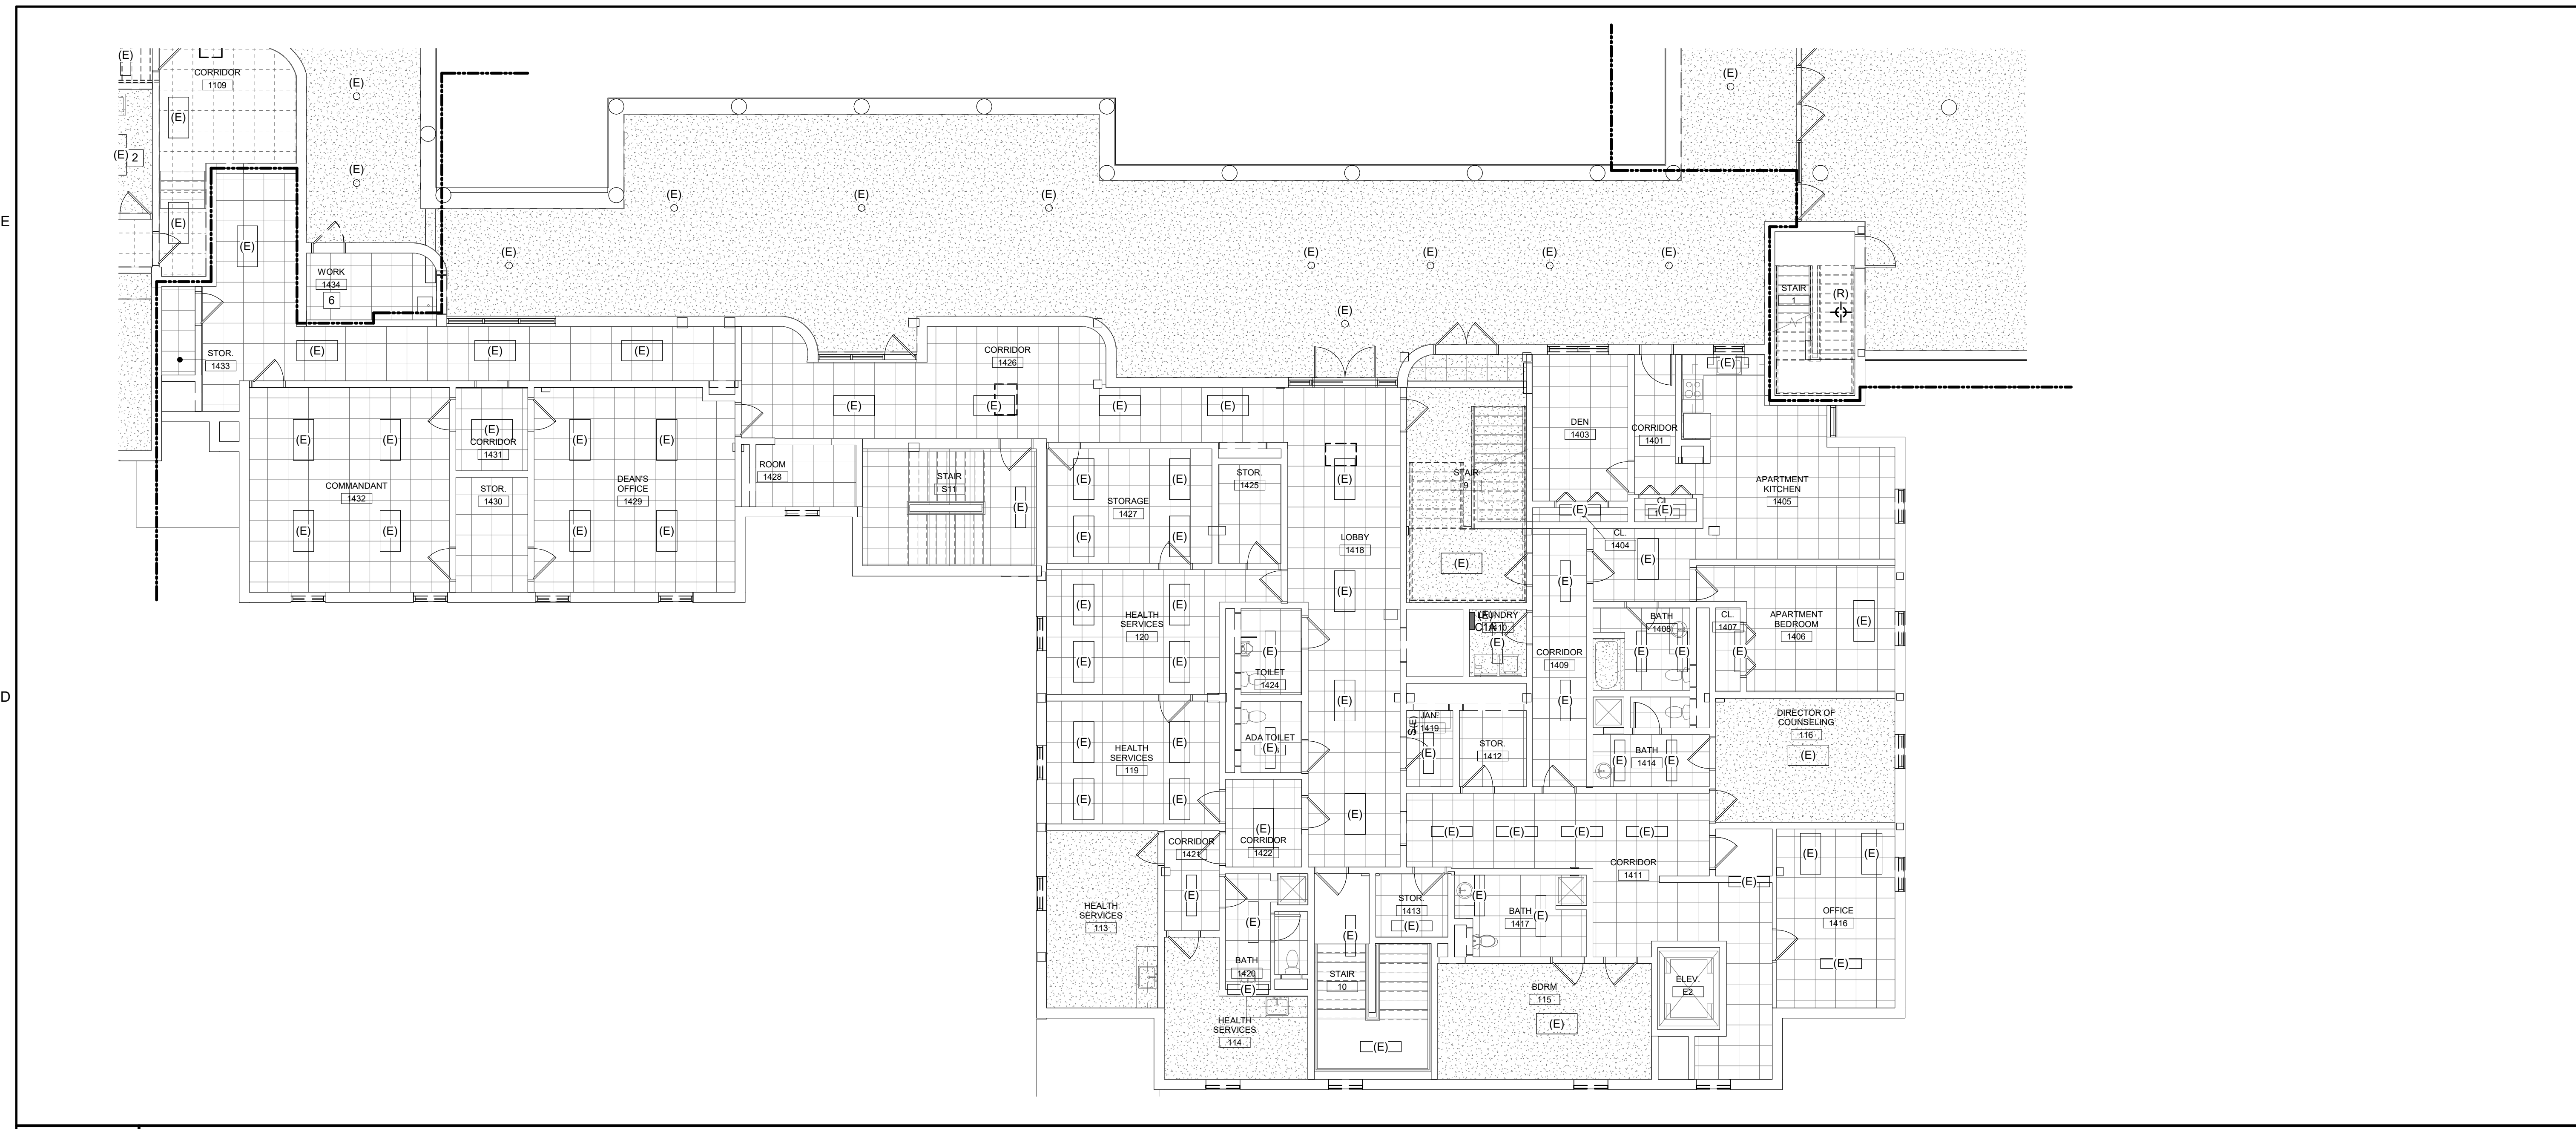 (E)
CORRIDOR
1109
(E)
(E)
(E)
(E) 2
(E)
(E)
(E)
(E)
(E)
(E)
E
(E)
WORK
1434
6
(E)
(E)
(E)
(E)
(E)
STAIR
1
(R)
(E)
STOR.
1433
(E)
(E)
(E)
CORRIDOR
1426
(E)
(E)
(E)
(E)
(E)
(E)
(E)
(E)
CORRIDOR
1431
(E)
(E)
DEN
1403
CORRIDOR
1401
COMMANDANT
1432
STOR.
1430
DEAN'S
OFFICE
1429
ROOM
1428
STAIR
S11
(E)
(E)
(E)
STORAGE
1427
STOR.
1425
(E)
STAIR
9
APARTMENT
KITCHEN
1405
(E)
(E)
(E)
(E)
(E)
(E)
(E)
CL.
(E)
(E)
LOBBY
1418
CL.
1404
(E)
(E)
(E)
(E)
(E)
(E)
HEALTH
SERVICES
120
(E)
(E)
(E)
(E)
LAUNDRY
(E)
BATH
1408
CL.
1407
APARTMENT
BEDROOM
1406
(E)
(E)
(E)
TOILET
1424
CORRIDOR
1409
(E)
(E)
(E)
D
(E)
(E)
DIRECTOR OF
COUNSELING
116
(E)
(E)
(E)
HEALTH
SERVICES
119
ADA TOILET
(E)
JAN.
1419
S(E)
(E)
STOR.
1412
BATH
1414
(E)
(E)
(E)
(E)
(E)
(E)
(E)
CORRIDOR
1422
(E)
(E)
(E)
(E)
CORRIDOR
1421
(E)
CORRIDOR
1411
(E)
(E)
(E)
HEALTH
SERVICES
113
(E)
(E)
STOR.
1413
(E)
(E)
BATH
1417
(E)
OFFICE
1416
(E)
BATH
1420
(E)
STAIR
10
BDRM
115
(E)
ELEV.
E2
(E)
HEALTH
SERVICES
114
(E)